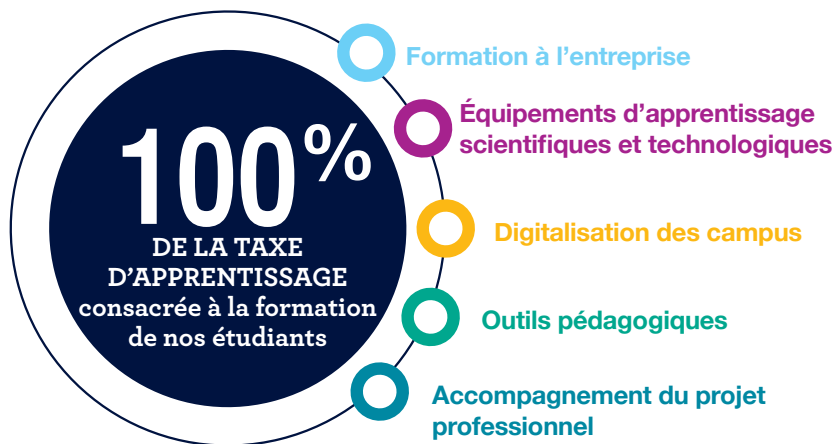 100%
DE LA TAXE
D'APPRENTISSAGE
consacrée à la formation
de nos étudiants
Formation à l’entreprise
Équipements d’apprentissage
scientifiques et technologiques
Digitalisation des campus
Outils pédagogiques
Accompagnement du projet
professionnel